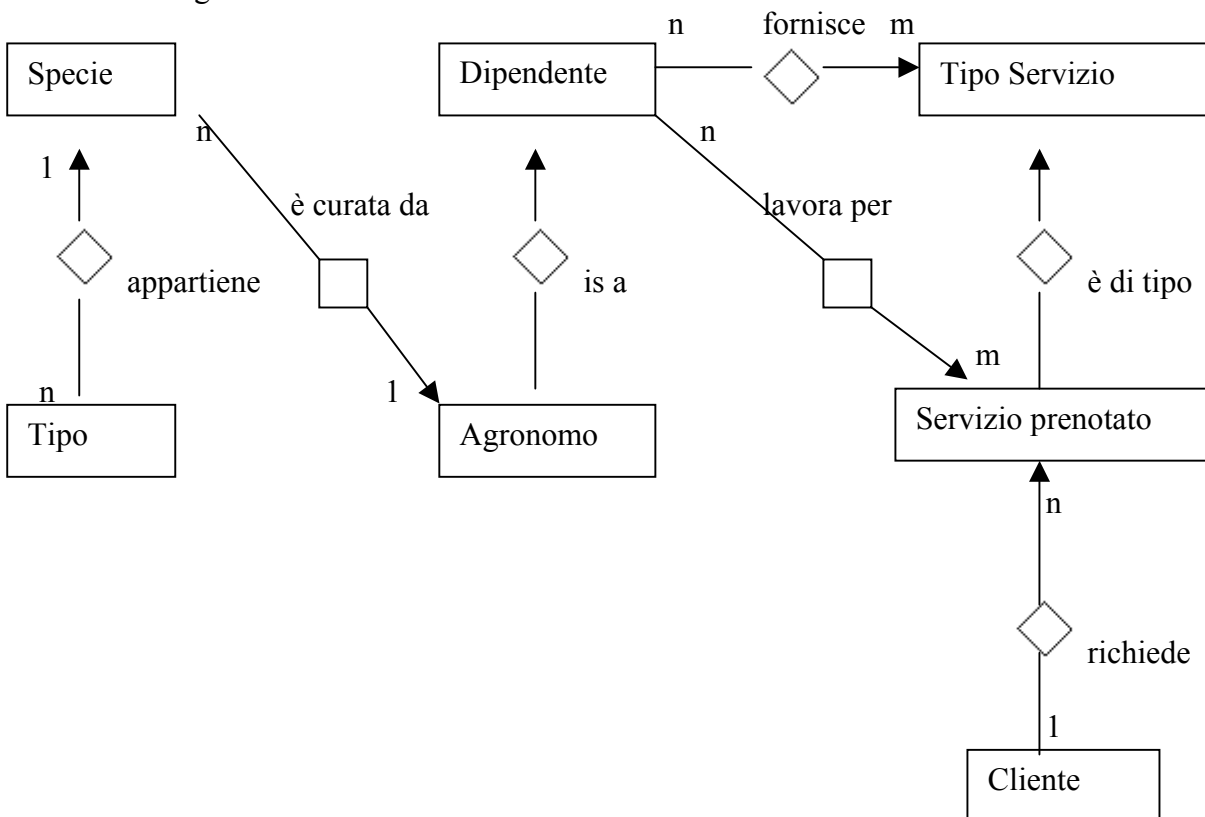 n fornisce m
Specie
Dipendente
Tipo Servizio
n
n
1
è curata da
lavora per
appartiene
is a
è di tipo
n
1
m
Tipo
Agronomo
Servizio prenotato
n
richiede
1
Cliente